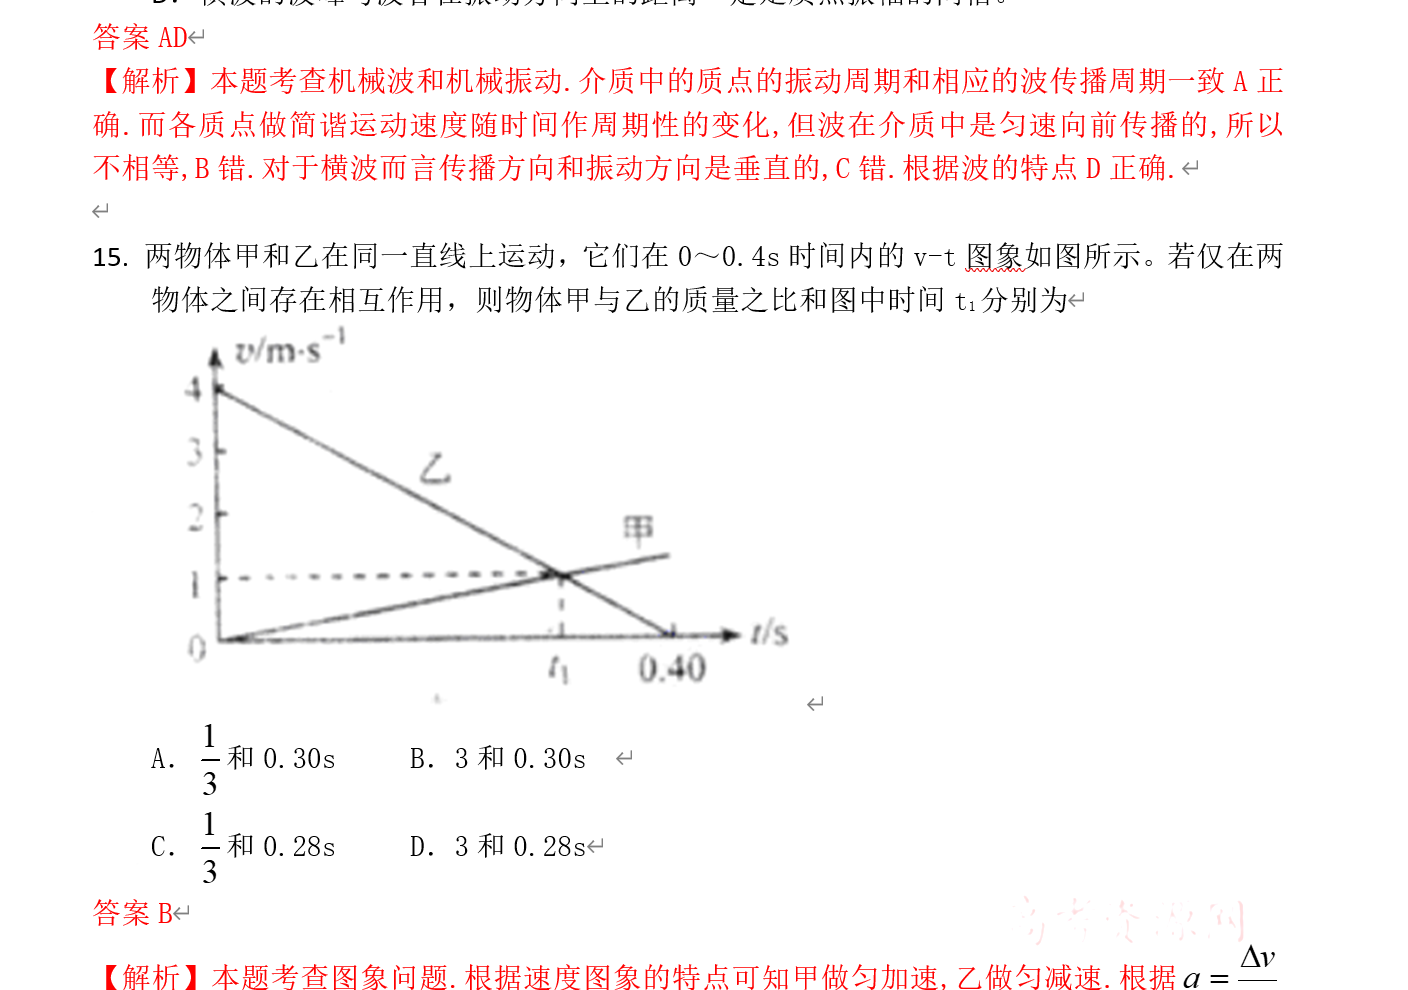 答案 AD
【解析】本题考查机械波和机械振动.介质中的质点的振动周期和相应的波传播周期一致 A 正
确.而各质点做简谐运动速度随时间作周期性的变化,但波在介质中是匀速向前传播的,所以
不相等,B 错.对于横波而言传播方向和振动方向是垂直的,C 错.根据波的特点 D 正确.
15. 两物体甲和乙在同一直线上运动，它们在 0～0.4s 时间内的 v-t 图象如图所示。若仅在两
物体之间存在相互作用，则物体甲与乙的质量之比和图中时间 t₁分别为
v/m·s⁻¹
4
3
乙
2
甲
1
0
t/s
t₁ 0.40
A. 1/3 和 0.30s B. 3 和 0.30s
C. 1/3 和 0.28s D. 3 和 0.28s
答案 B
高考资源网
【解析】本题考查图象问题.根据速度图象的特点可知甲做匀加速,乙做匀减速.根据 a = Δv